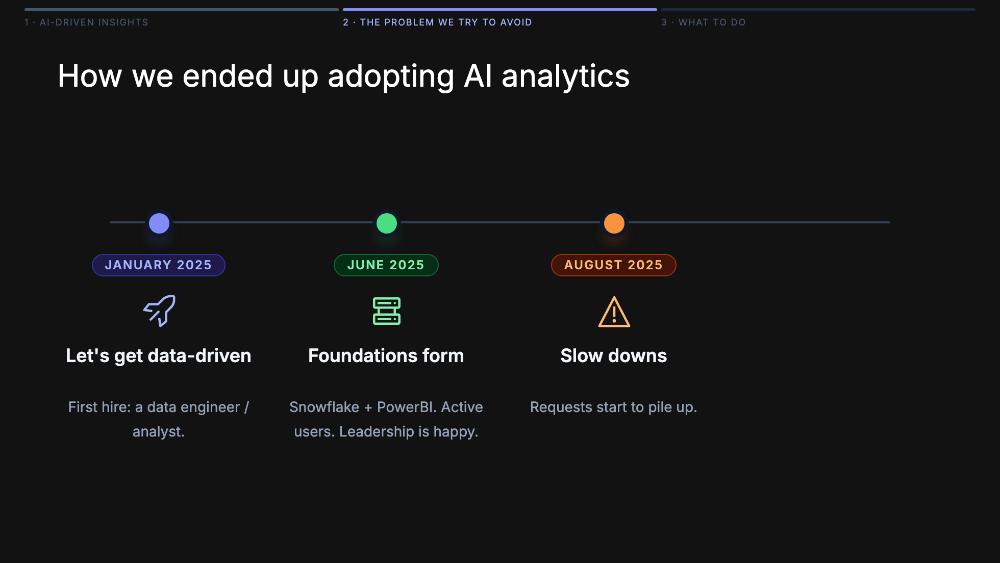 1 · AI-DRIVEN INSIGHTS
2 · THE PROBLEM WE TRY TO AVOID
3 · WHAT TO DO
How we ended up adopting AI analytics
JANUARY 2025
Let's get data-driven
First hire: a data engineer /
analyst.
JUNE 2025
Foundations form
Snowflake + PowerBI. Active
users. Leadership is happy.
AUGUST 2025
Slow downs
Requests start to pile up.